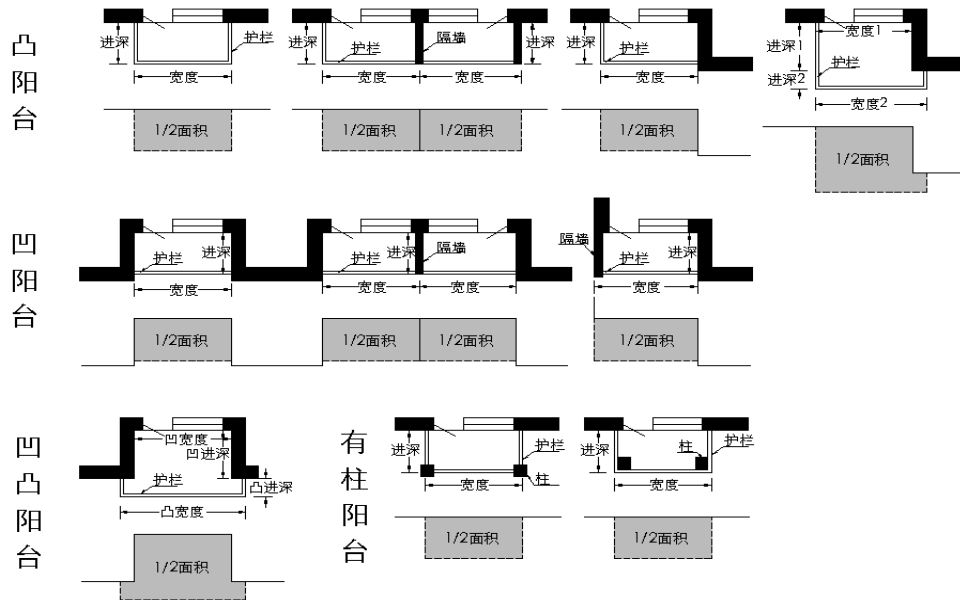 凸阳台
进深
护栏
宽度
1/2面积
进深
护栏
隔墙
进深
宽度
宽度
1/2面积
1/2面积
进深
护栏
宽度
1/2面积
进深1
宽度1
护栏
进深2
宽度2
1/2面积
凹阳台
进深
护栏
宽度
1/2面积
进深
护栏
隔墙
宽度
宽度
1/2面积
1/2面积
隔墙
进深
护栏
宽度
1/2面积
凹凸阳台
凹宽度
凹进深
护栏
凸进深
凸宽度
1/2面积
有柱阳台
进深
护栏
柱
宽度
1/2面积
进深
柱
护栏
宽度
1/2面积